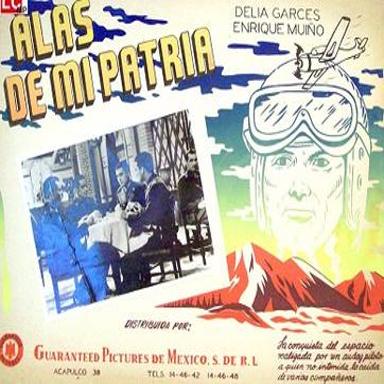 DELIA GARCES
ENRIQUE MUIÑO
ALAS
DE MI PATRIA
DISTRIBUIDA POR:
GUARANTEED PICTURES DE MEXICO, S. DE R. L
ACAPULCO 38 TELS. 14-46-42 14-46-48
La conquista del espacio
realizada por un audaz piloto
a quien no intimida la caida
de varios compañeros.